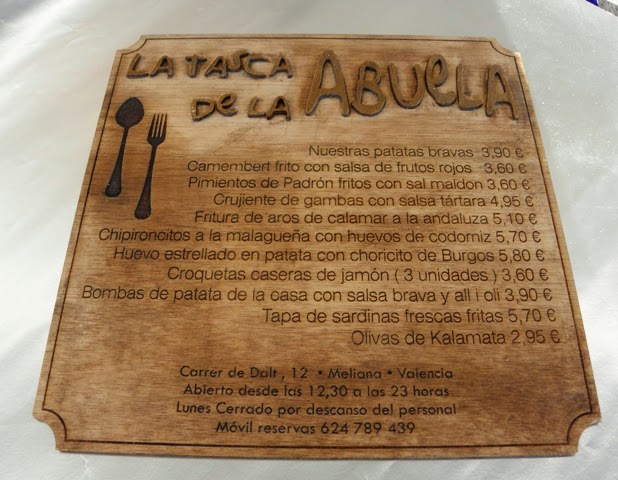 LA TASCA
De LA ABUeLA
Nuestras patatas bravas 3,90 €
Camembert frito con salsa de frutos rojos 3,60 €
Pimientos de Padrón fritos con sal maldon 3,60 €
Crujiente de gambas con salsa tártara 4,95 €
Fritura de aros de calamar a la andaluza 5,10 €
Chipironcitos a la malagueña con huevos de codorniz 5,70 €
Huevo estrellado en patata con choricito de Burgos 5,80 €
Croquetas caseras de jamón ( 3 unidades ) 3,60 €
Bombas de patata de la casa con salsa brava y all i oli 3,90 €
Tapa de sardinas frescas fritas 5,70 €
Olivas de Kalamata 2,95 €
Carrer de Dalt , 12 • Meliana • Valencia
Abierto desde las 12,30 a las 23 horas
Lunes Cerrado por descanso del personal
Móvil reservas 624 789 439